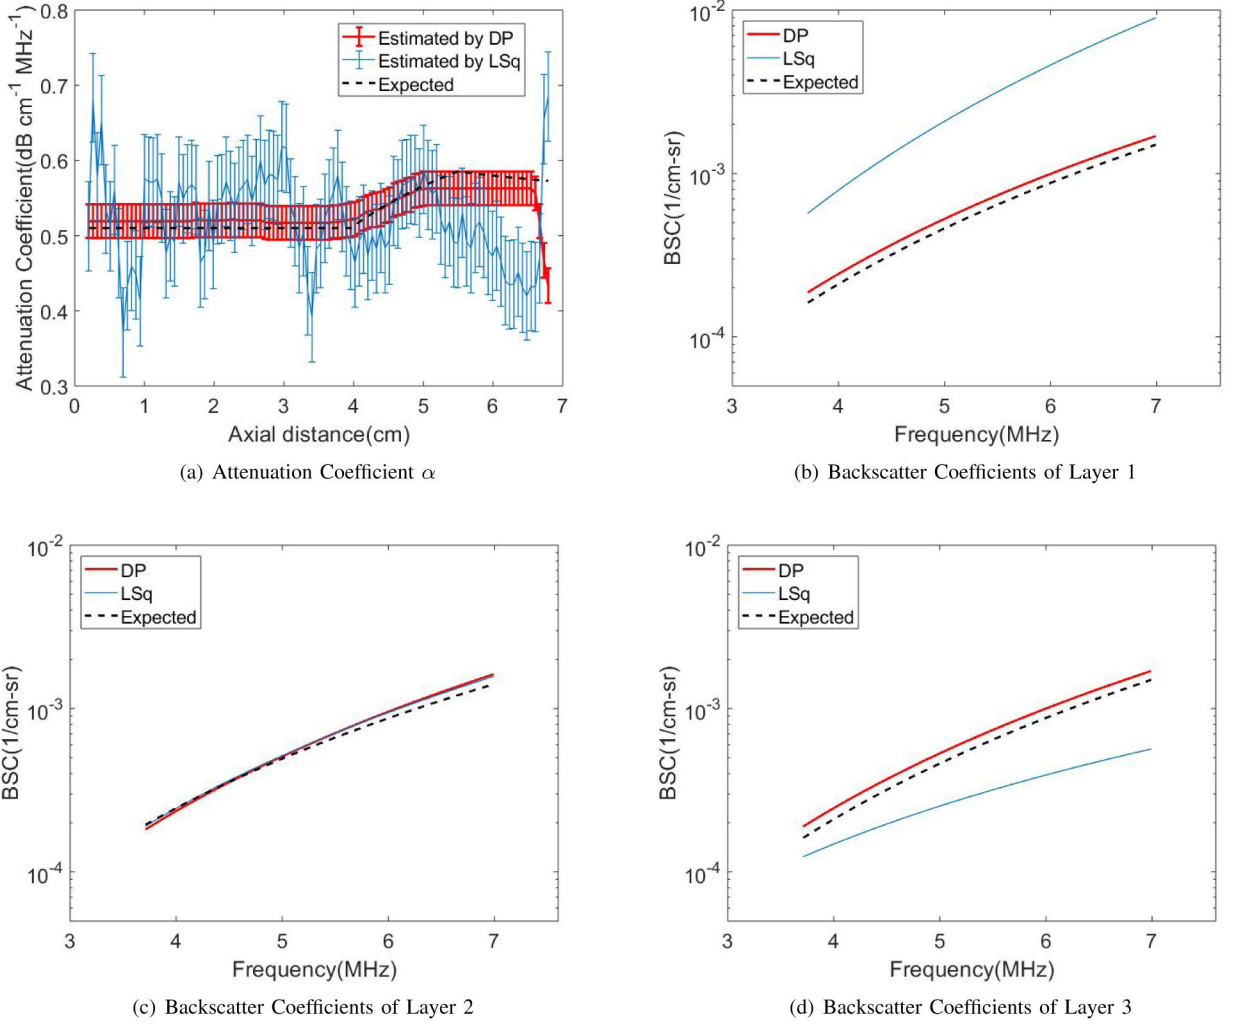 0.8
0.7
0.6
0.5
0.4
0.3
Attenuation Coefficient(dB cm-1 MHz-1)
Estimated by DP
Estimated by LSq
Expected
0 1 2 3 4 5 6 7
Axial distance(cm)
(a) Attenuation Coefficient α
10-2
10-3
10-4
BSC(1/cm-sr)
DP
LSq
Expected
3 4 5 6 7
Frequency(MHz)
(b) Backscatter Coefficients of Layer 1
10-2
10-3
10-4
BSC(1/cm-sr)
DP
LSq
Expected
3 4 5 6 7
Frequency(MHz)
(c) Backscatter Coefficients of Layer 2
10-2
10-3
10-4
BSC(1/cm-sr)
DP
LSq
Expected
3 4 5 6 7
Frequency(MHz)
(d) Backscatter Coefficients of Layer 3